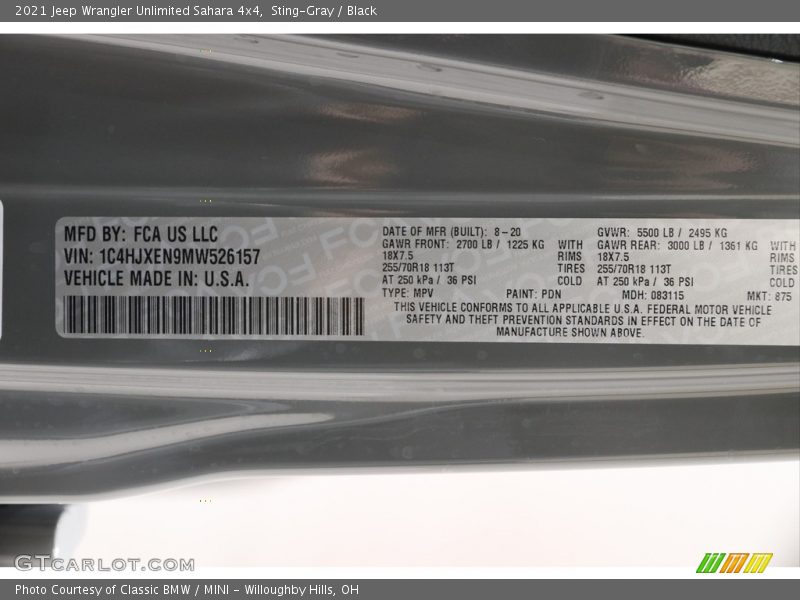 2021 Jeep Wrangler Unlimited Sahara 4x4, Sting-Gray / Black
MFD BY: FCA US LLC
VIN: 1C4HJXEN9MW526157
VEHICLE MADE IN: U.S.A.
DATE OF MFR (BUILT): 8-20 GVWR: 5500 LB / 2495 KG
GAWR FRONT: 2700 LB / 1225 KG WITH GAWR REAR: 3000 LB / 1361 KG WITH
18X7.5 RIMS 18X7.5 RIMS
255/70R18 113T TIRES 255/70R18 113T TIRES
AT 250 kPa / 36 PSI COLD AT 250 kPa / 36 PSI COLD
TYPE: MPV PAINT: PDN MDH: 083115 MKT: 875
THIS VEHICLE CONFORMS TO ALL APPLICABLE U.S.A. FEDERAL MOTOR VEHICLE
SAFETY AND THEFT PREVENTION STANDARDS IN EFFECT ON THE DATE OF
MANUFACTURE SHOWN ABOVE.
GTCARLOT.COM
Photo Courtesy of Classic BMW / MINI - Willoughby Hills, OH